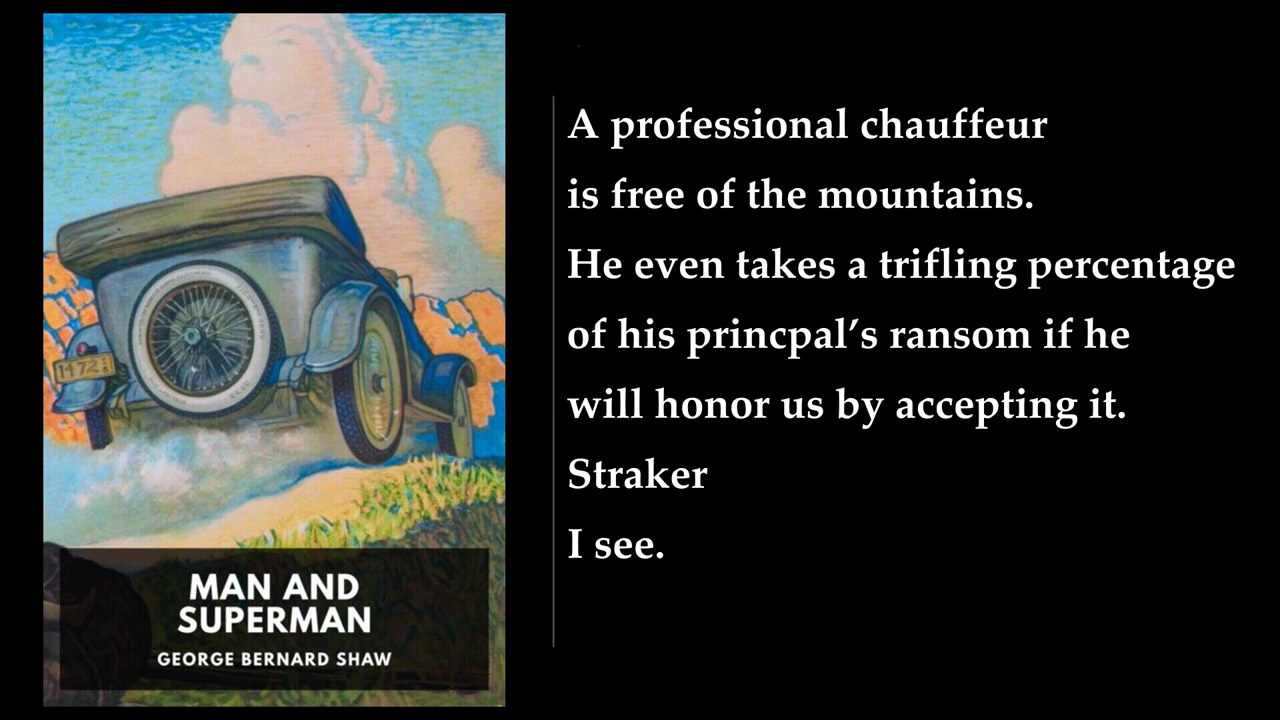 A professional chauffeur
is free of the mountains.
He even takes a trifling percentage
of his princpal’s ransom if he
will honor us by accepting it.
Straker
I see.
1472
MAN AND
SUPERMAN
GEORGE BERNARD SHAW